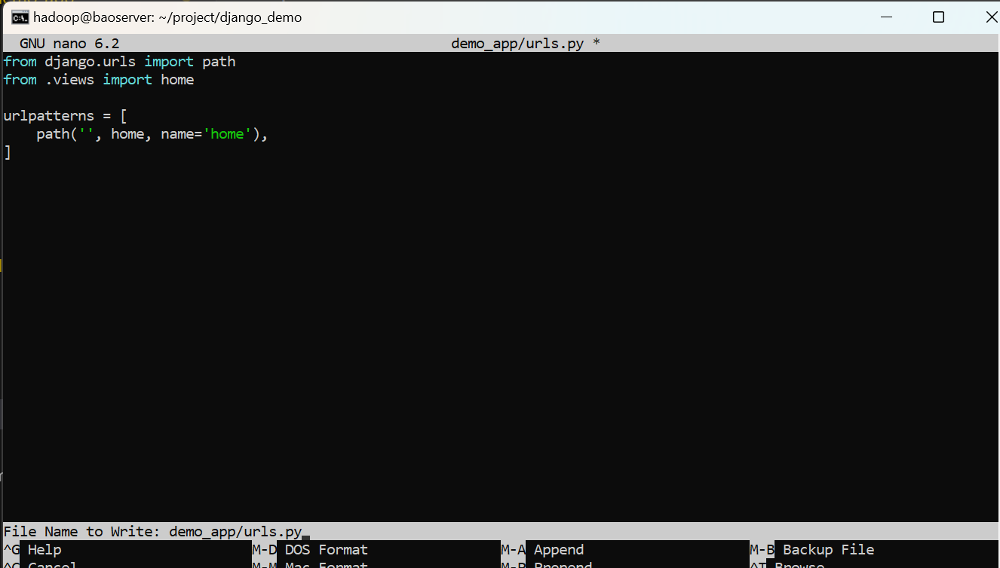 hadoop@baoserver: ~/project/django_demo
GNU nano 6.2 demo_app/urls.py *
from django.urls import path
from .views import home
urlpatterns = [
    path('', home, name='home'),
]
File Name to Write: demo_app/urls.py
^G Help M-D DOS Format M-A Append M-B Backup File
^C Cancel M-M Mac Format M-P Prepend ^T Browse